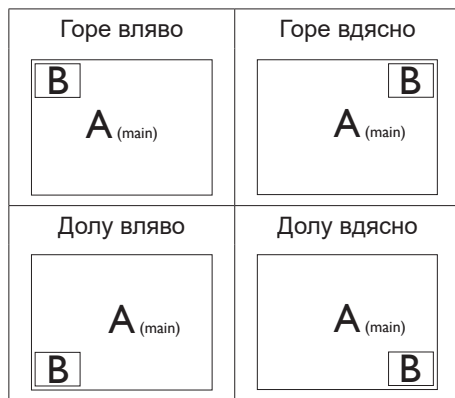 Горе вляво
Горе вдясно
B
A (main)
B
A (main)
Долу вляво
Долу вдясно
A (main)
B
A (main)
B